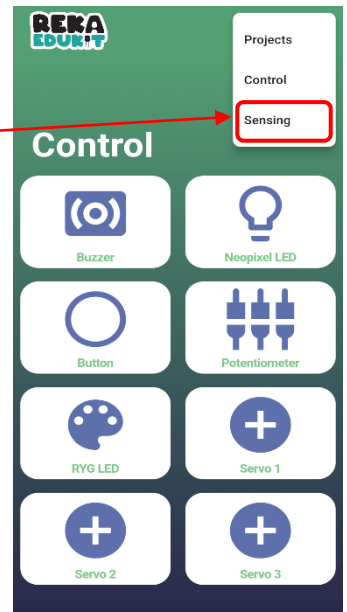 REKA
EDUKIT
Projects
Control
Sensing
Control
Buzzer
Neopixel LED
Button
Potentiometer
RYG LED
Servo 1
Servo 2
Servo 3